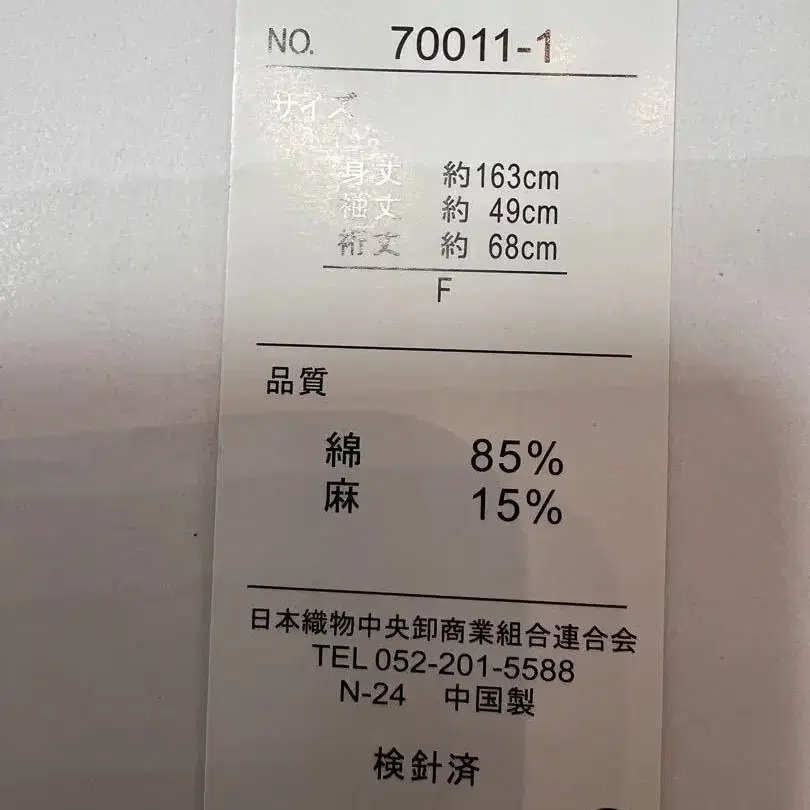 NO. 70011-1
サイズ
身丈 約163cm
袖丈 約 49cm
裄丈 約 68cm
F
品質
綿 85%
麻 15%
日本織物中央卸商業組合連合会
TEL 052-201-5588
N-24 中国製
検針済